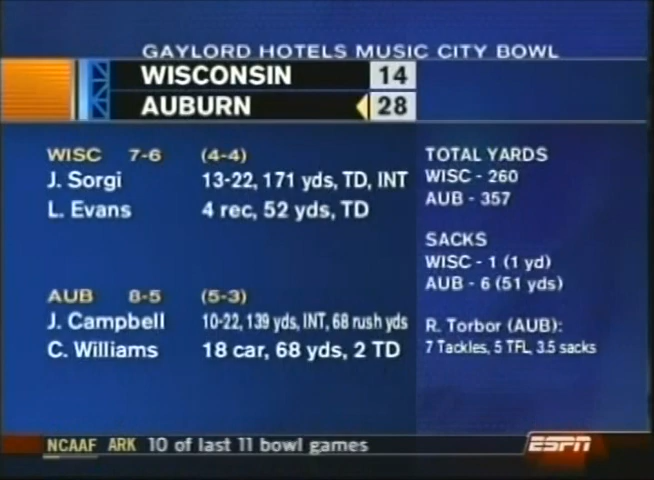 GAYLORD HOTELS MUSIC CITY BOWL
WISCONSIN 14
AUBURN 28
WISC 7-6 (4-4)
J. Sorgi 13-22, 171 yds, TD, INT
L. Evans 4 rec, 52 yds, TD
AUB 8-5 (5-3)
J. Campbell 10-22, 139 yds, INT, 68 rush yds
C. Williams 18 car, 68 yds, 2 TD
TOTAL YARDS
WISC - 260
AUB - 357
SACKS
WISC - 1 (1 yd)
AUB - 6 (51 yds)
R. Torbor (AUB):
7 Tackles, 5 TFL, 3.5 sacks
NCAAF ARK 10 of last 11 bowl games
ESPN